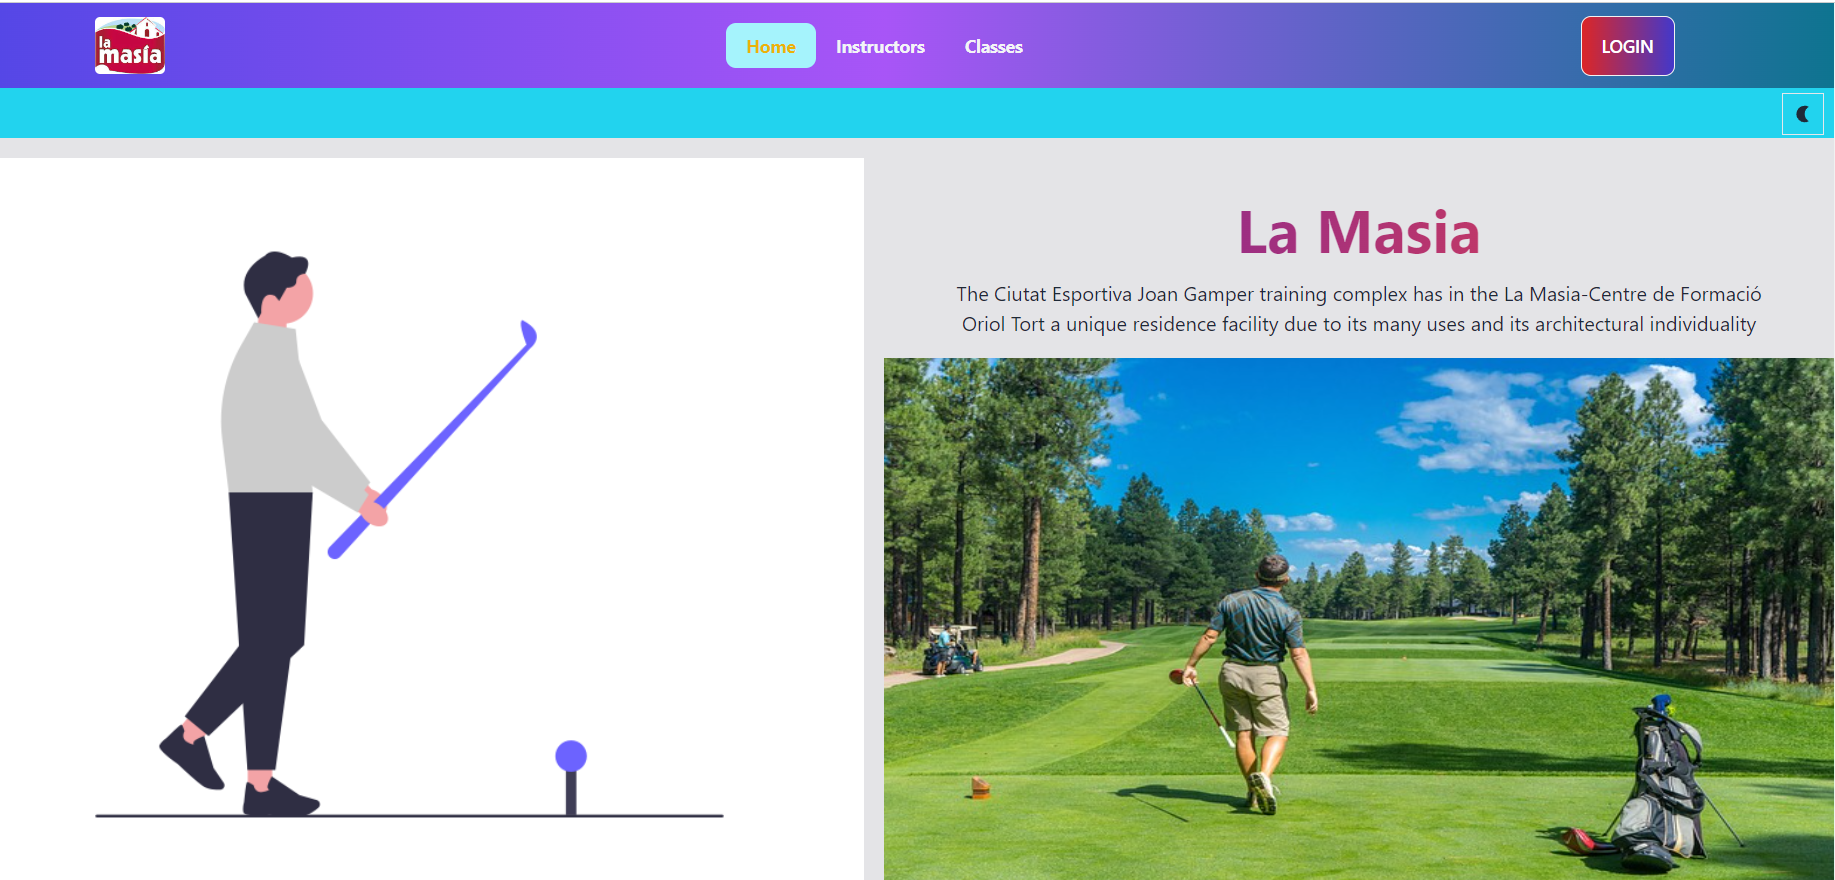 la
masía
Home
Instructors
Classes
LOGIN
La Masia
The Ciutat Esportiva Joan Gamper training complex has in the La Masia-Centre de Formació
Oriol Tort a unique residence facility due to its many uses and its architectural individuality